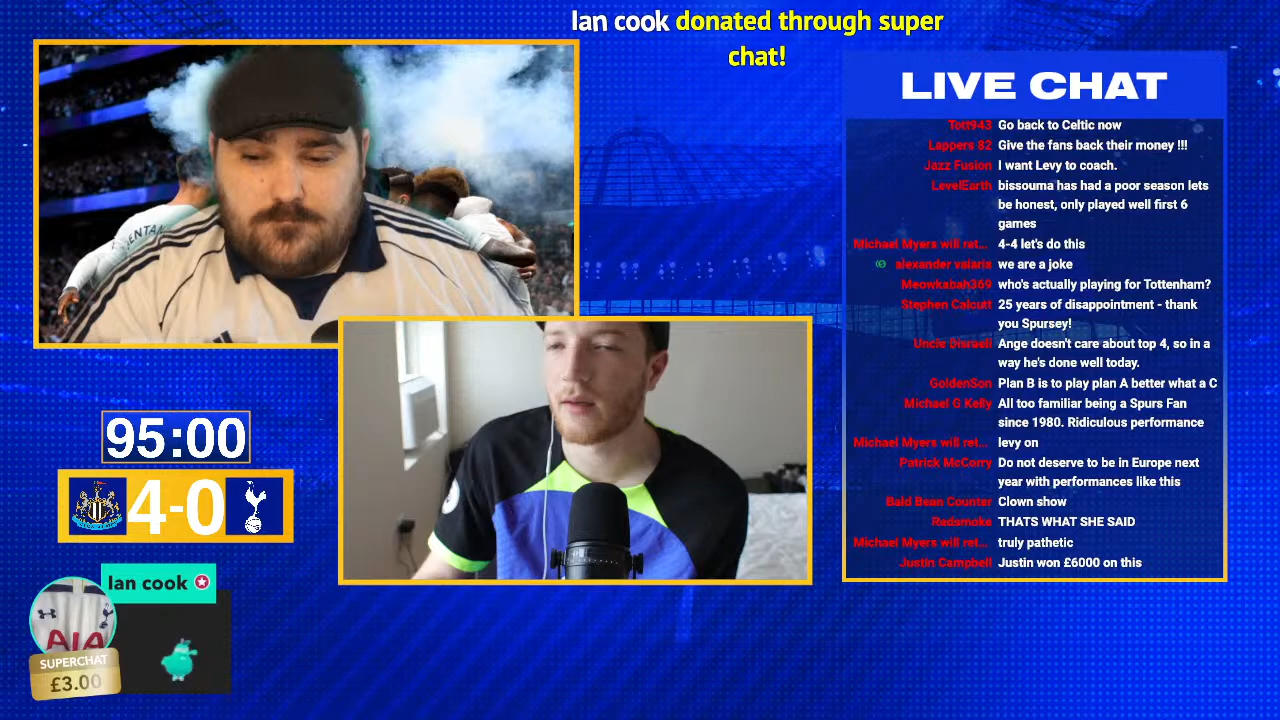 Ian cook donated through super
chat!
LIVE CHAT
Tott943 Go back to Celtic now
Lappers 82 Give the fans back their money !!!
Jazz Fusion I want Levy to coach.
LevelEarth bissouma has had a poor season lets
be honest, only played well first 6
games
Michael Myers will ret... 4-4 let's do this
alexander valaris we are a joke
Meowkabah369 who's actually playing for Tottenham?
Stephen Calcutt 25 years of disappointment - thank
you Spursey!
Uncle Disraeli Ange doesn't care about top 4, so in a
way he's done well today.
GoldenSon Plan B is to play plan A better what a C
Michael G Kelly All too familiar being a Spurs Fan
since 1980. Ridiculous performance
Michael Myers will ret... levy on
Patrick McCorry Do not deserve to be in Europe next
year with performances like this
Bald Bean Counter Clown show
Redsmoke THATS WHAT SHE SAID
Michael Myers will ret... truly pathetic
Justin Campbell Justin won £6000 on this
ENTAN
95:00
4-0
Ian cook
AIA
SUPERCHAT
£3.00